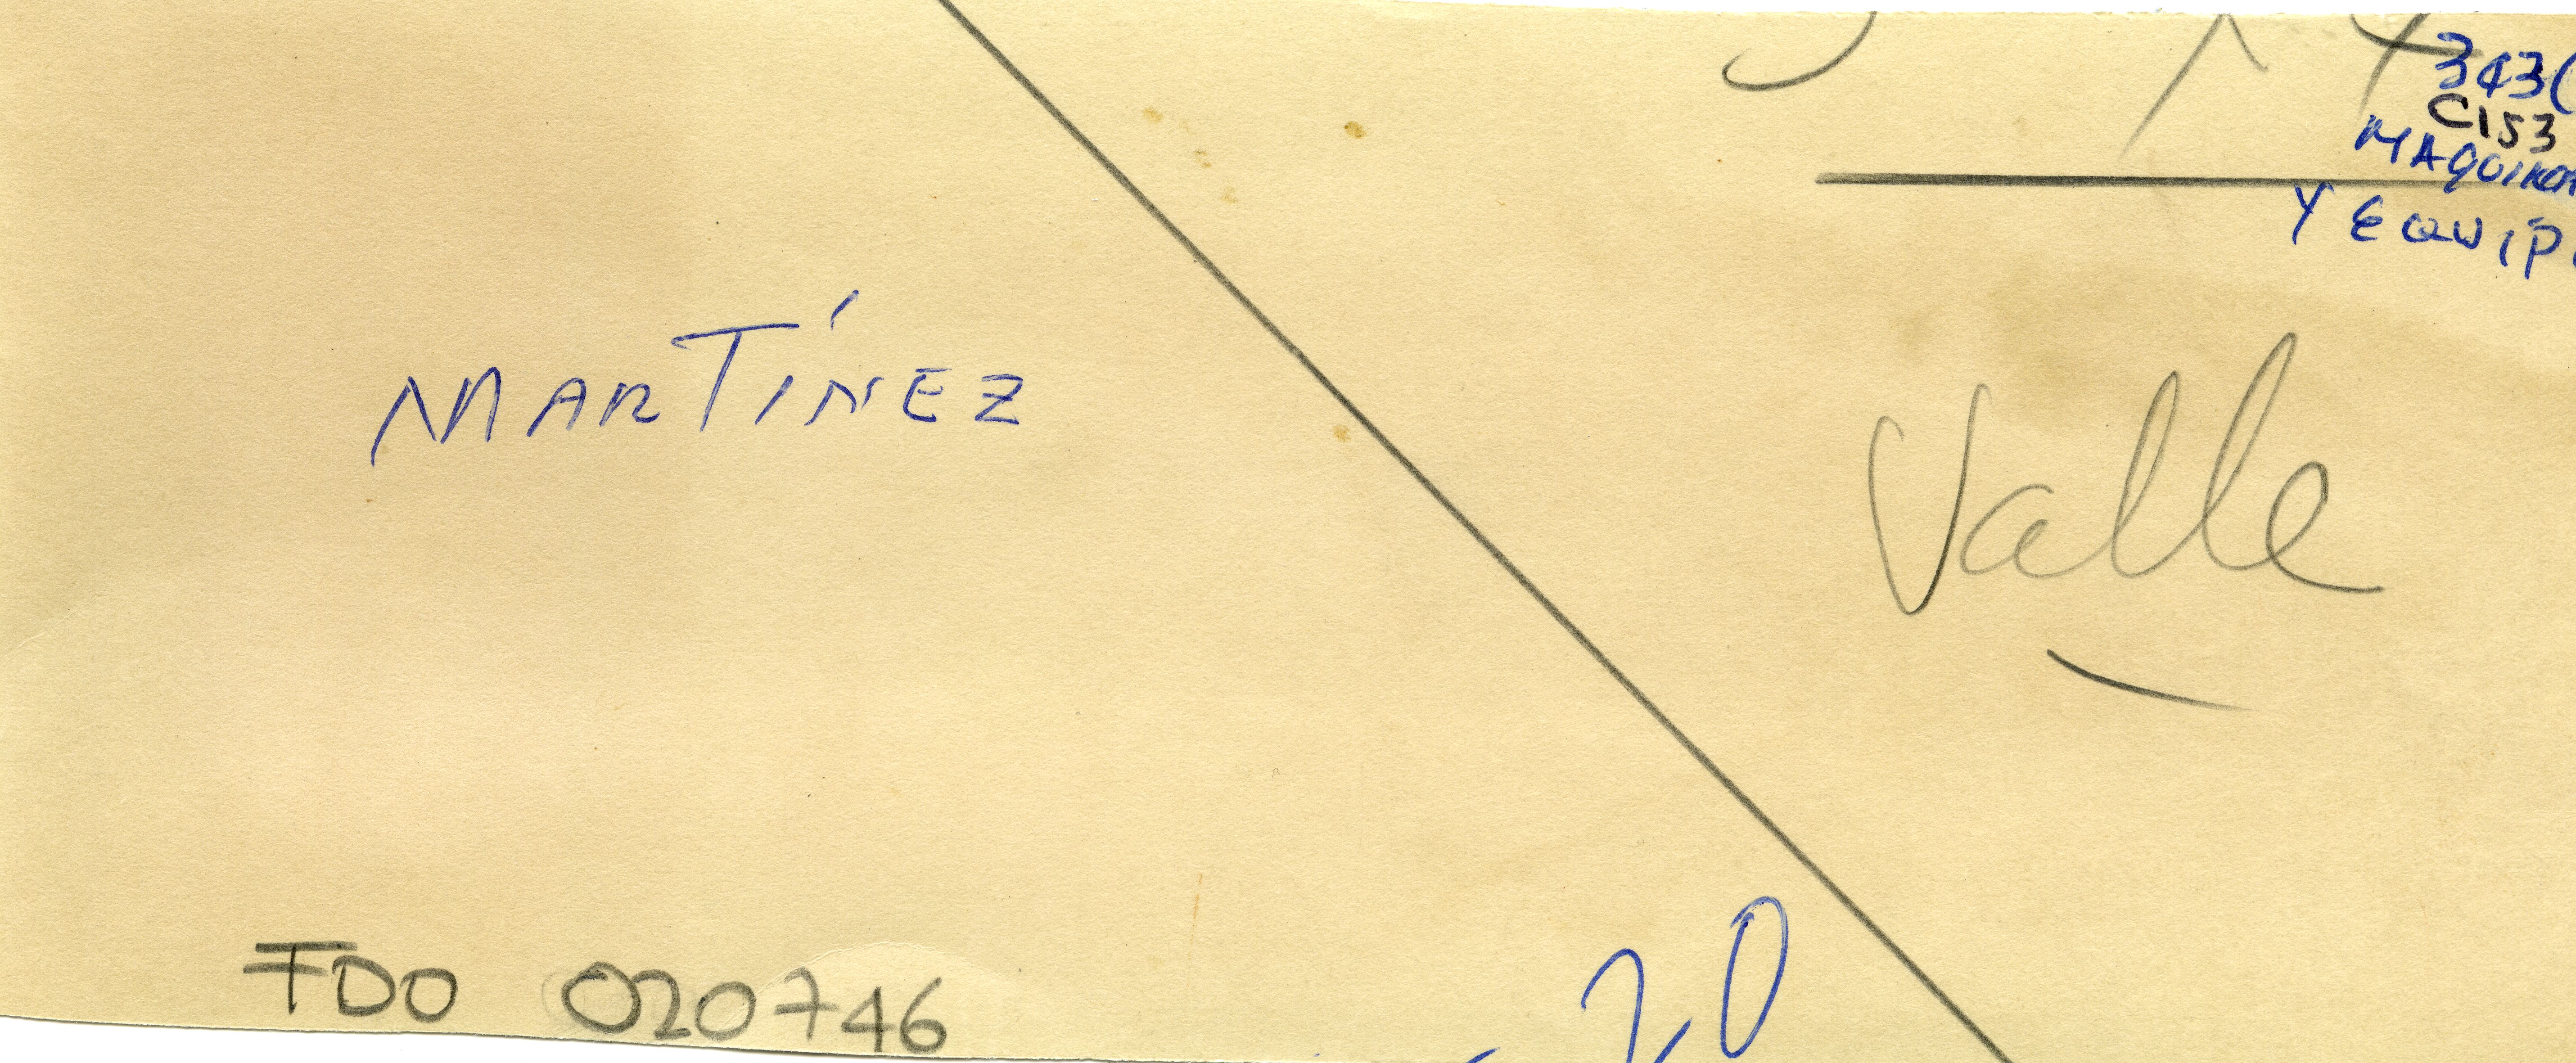 343(
C153
MAQUINA
Y EQUIP
MARTÍNEZ
Valle
20
FDO 020746